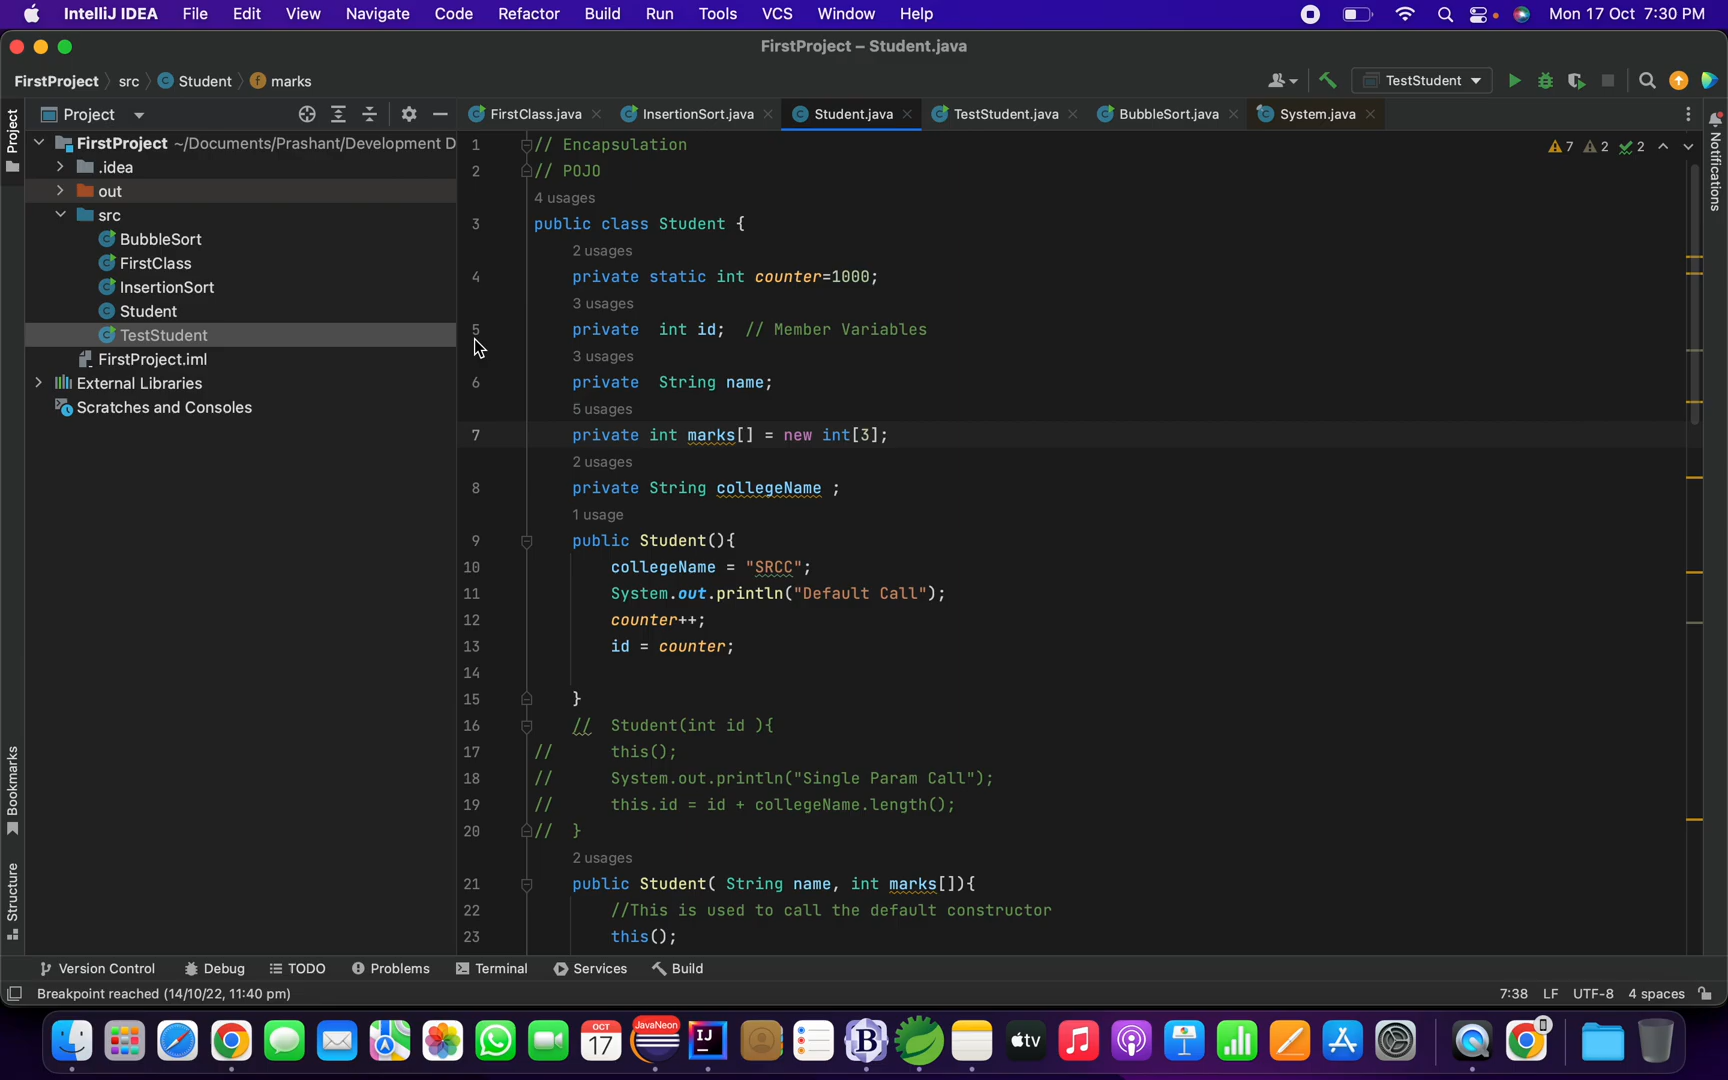 IntelliJ IDEA File Edit View Navigate Code Refactor Build Run Tools VCS Window Help Mon 17 Oct 7:30 PM
FirstProject – Student.java
FirstProject src Student marks TestStudent
Project FirstClass.java InsertionSort.java Student.java TestStudent.java BubbleSort.java System.java
Project
Notifications
FirstProject ~/Documents/Prashant/Development D
.idea
out
src
BubbleSort
FirstClass
InsertionSort
Student
TestStudent
FirstProject.iml
External Libraries
Scratches and Consoles
7 2 2
1 // Encapsulation
2 // POJO
4 usages
3 public class Student {
2 usages
4 private static int counter=1000;
3 usages
5 private  int id;  // Member Variables
3 usages
6 private  String name;
5 usages
7 private int marks[] = new int[3];
2 usages
8 private String collegeName ;
1 usage
9 public Student(){
10 collegeName = "SRCC";
11 System.out.println("Default Call");
12 counter++;
13 id = counter;
14
15 }
16 //  Student(int id ){
17 //      this();
18 //      System.out.println("Single Param Call");
19 //      this.id = id + collegeName.length();
20 //  }
2 usages
21 public Student( String name, int marks[]){
22 //This is used to call the default constructor
23 this();
Bookmarks
Structure
Version Control Debug TODO Problems Terminal Services Build
Breakpoint reached (14/10/22, 11:40 pm) 7:38 LF UTF-8 4 spaces
OCT
17
JavaNeon
IJ
B
tv